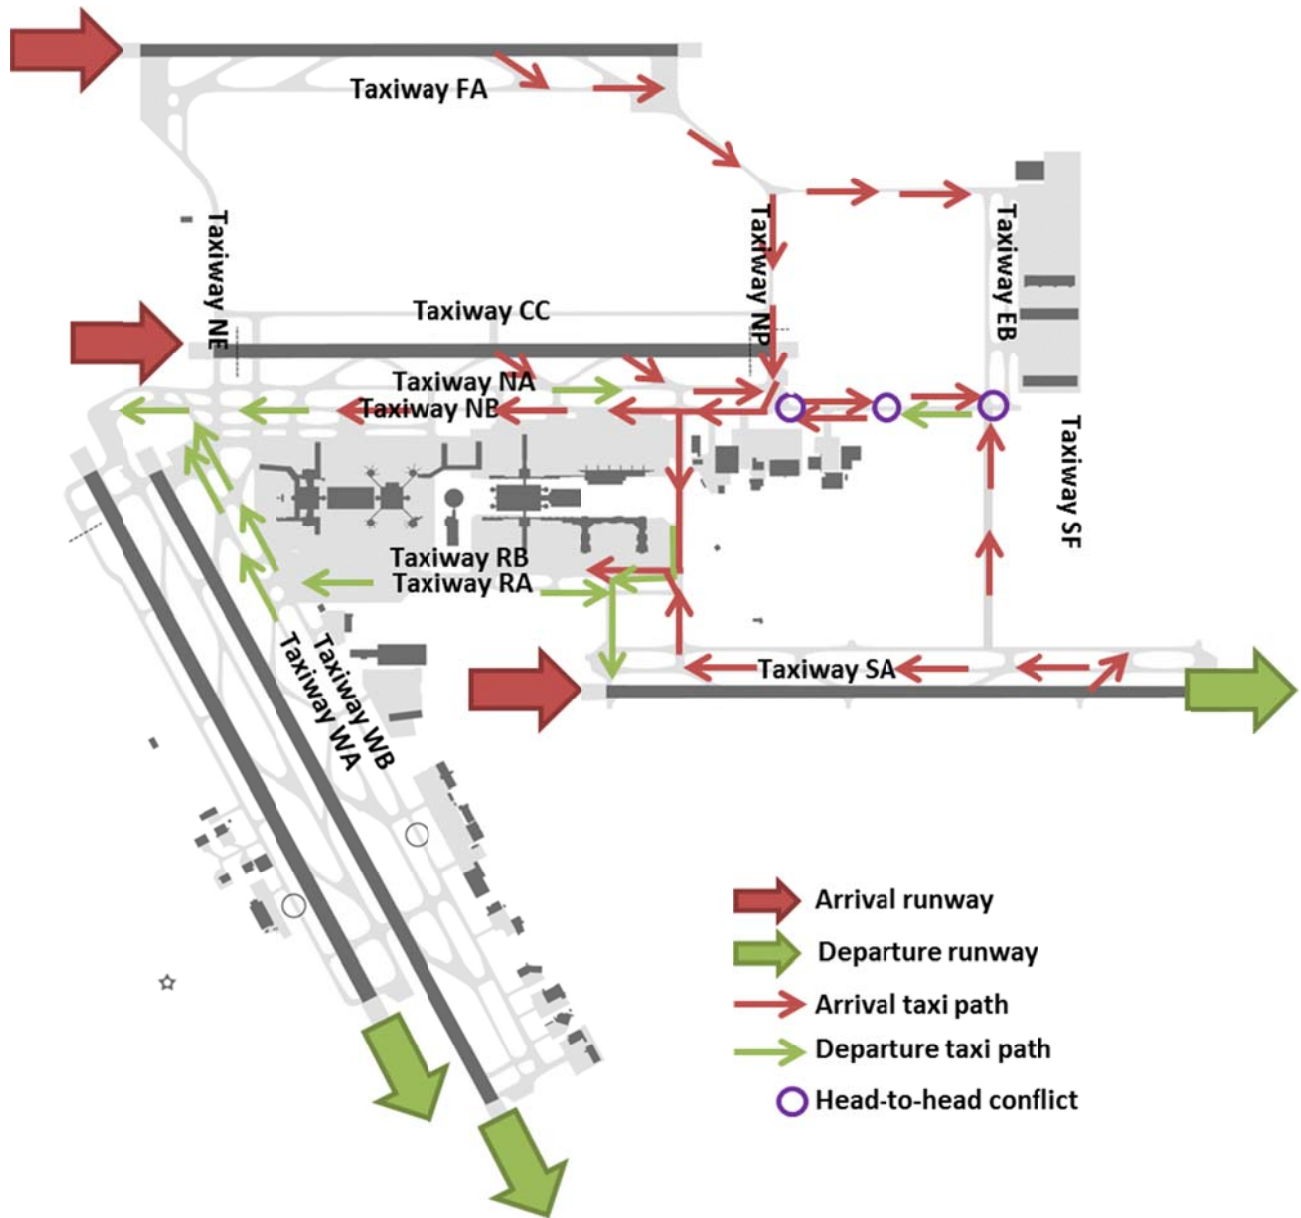 Taxiway FA
Taxiway NE
Taxiway NP
Taxiway EB
Taxiway CC
Taxiway NA
Taxiway NB
Taxiway SF
Taxiway RB
Taxiway RA
Taxiway WB
Taxiway WA
Taxiway SA
Arrival runway
Departure runway
Arrival taxi path
Departure taxi path
Head-to-head conflict